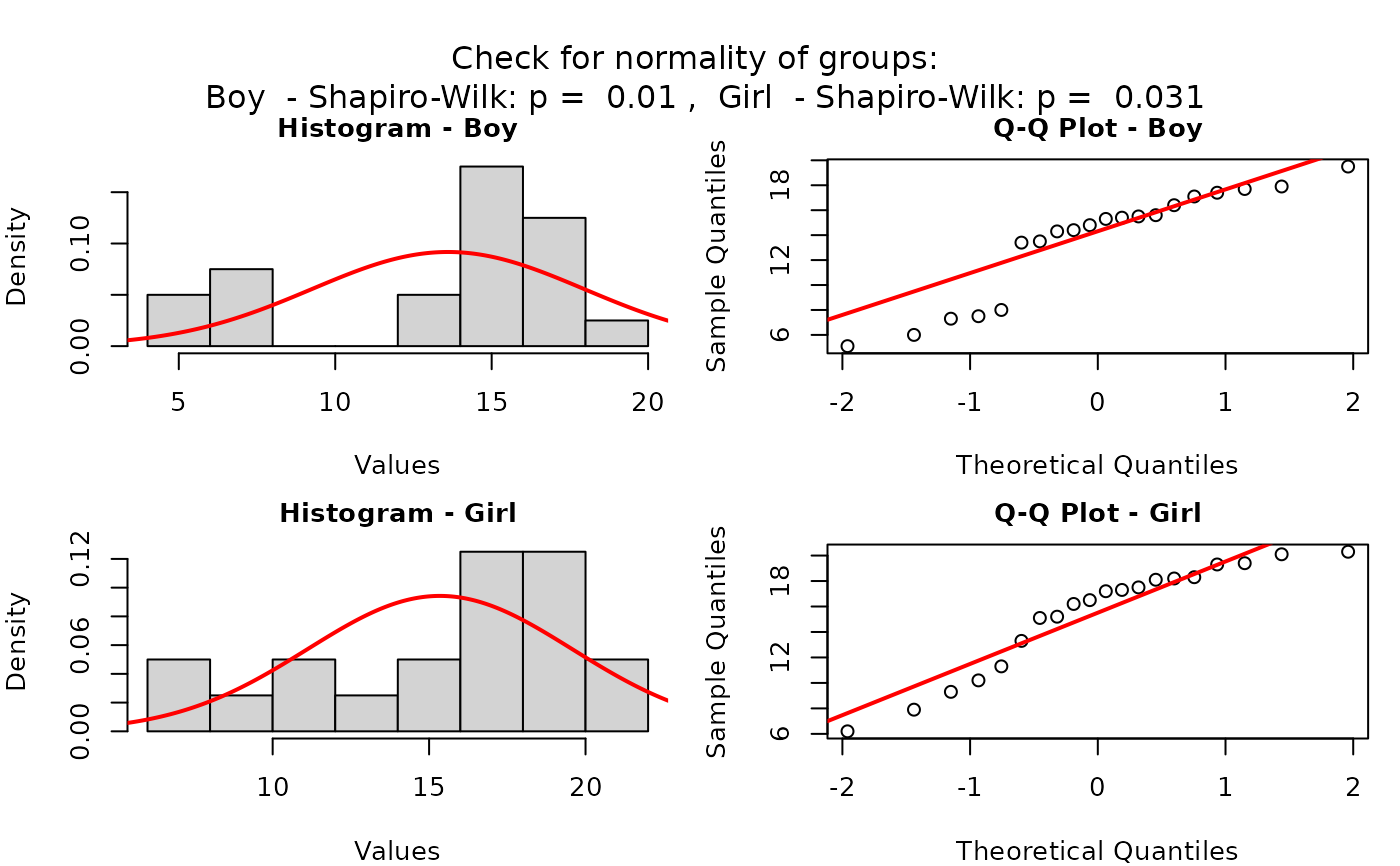 Check for normality of groups:
Boy  - Shapiro-Wilk: p =  0.01 ,  Girl  - Shapiro-Wilk: p =  0.031
Histogram - Boy
Density
0.00 0.10
5 10 15 20
Values
Q-Q Plot - Boy
Sample Quantiles
6 12 18
-2 -1 0 1 2
Theoretical Quantiles
Histogram - Girl
Density
0.00 0.06 0.12
10 15 20
Values
Q-Q Plot - Girl
Sample Quantiles
6 12 18
-2 -1 0 1 2
Theoretical Quantiles